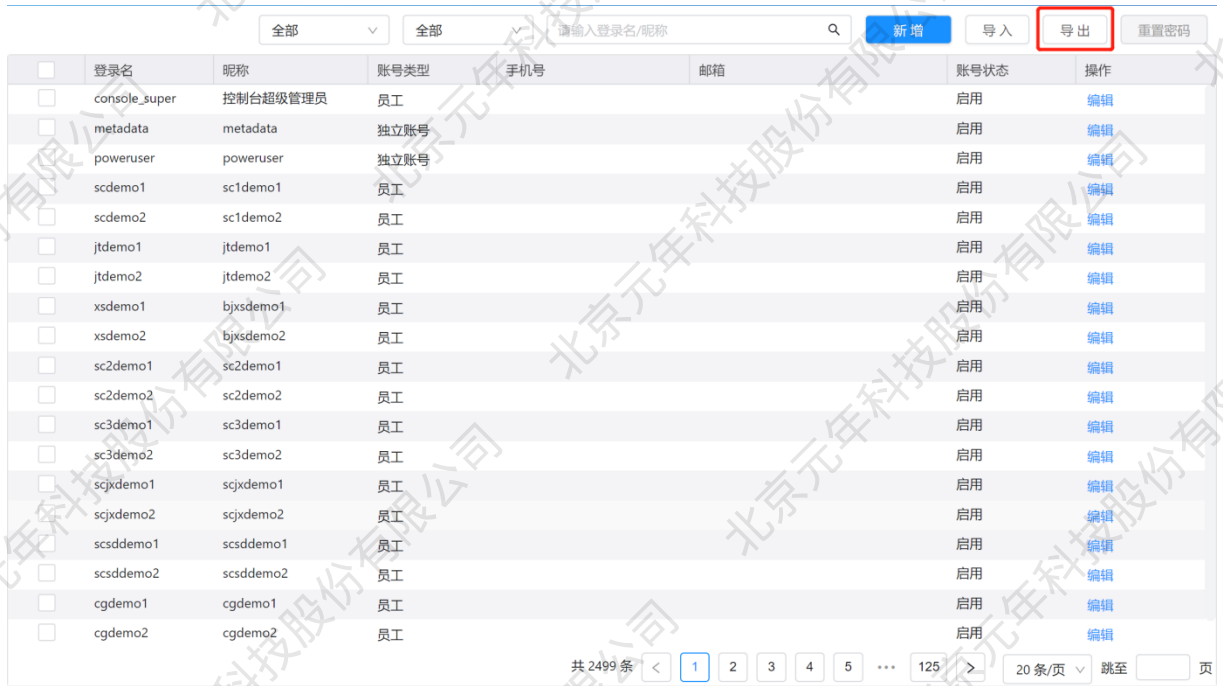 全部 全部 请输入登录名/昵称 新增 导入 导出 重置密码
登录名 昵称 账号类型 手机号 邮箱 账号状态 操作
console_super 控制台超级管理员 员工 启用 编辑
metadata metadata 独立账号 启用 编辑
poweruser poweruser 独立账号 启用 编辑
scdemo1 sc1demo1 员工 启用 编辑
scdemo2 sc1demo2 员工 启用 编辑
jtdemo1 jtdemo1 员工 启用 编辑
jtdemo2 jtdemo2 员工 启用 编辑
xsdemo1 bjxsdemo1 员工 启用 编辑
xsdemo2 bjxsdemo2 员工 启用 编辑
sc2demo1 sc2demo1 员工 启用 编辑
sc2demo2 sc2demo2 员工 启用 编辑
sc3demo1 sc3demo1 员工 启用 编辑
sc3demo2 sc3demo2 员工 启用 编辑
scjxdemo1 scjxdemo1 员工 启用 编辑
scjxdemo2 scjxdemo2 员工 启用 编辑
scsddemo1 scsddemo1 员工 启用 编辑
scsddemo2 scsddemo2 员工 启用 编辑
cgdemo1 cgdemo1 员工 启用 编辑
cgdemo2 cgdemo2 员工 启用 编辑
共 2499 条 < 1 2 3 4 5 ••• 125 > 20 条/页 跳至 页
北京元年科技股份有限公司